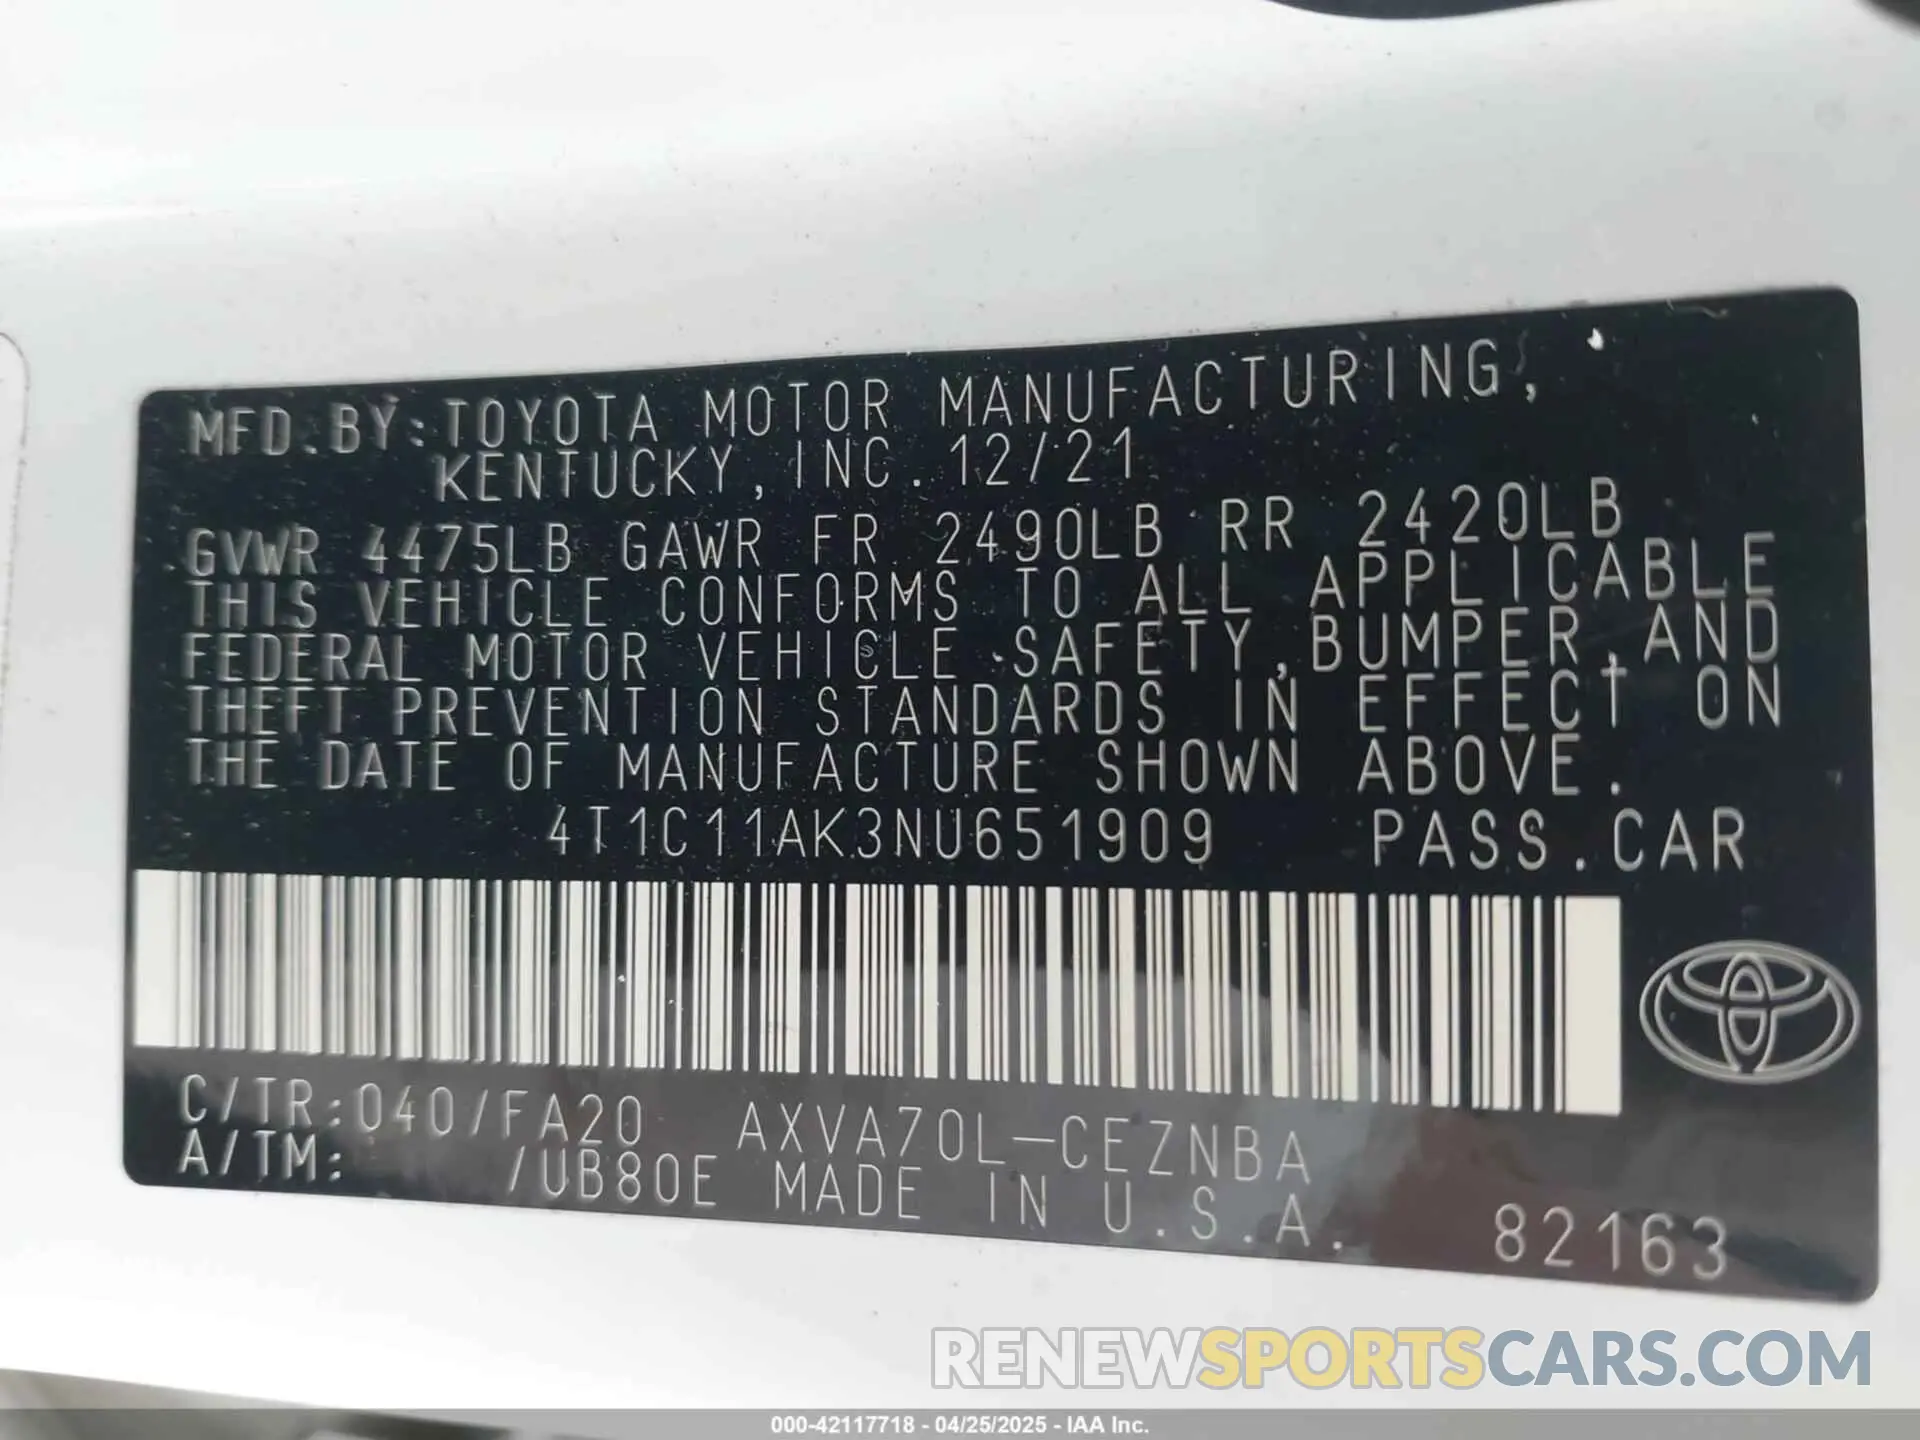 MFD.BY:TOYOTA MOTOR MANUFACTURING,
KENTUCKY, INC. 12/21
GVWR 4475LB GAWR FR 2490LB RR 2420LB
THIS VEHICLE CONFORMS TO ALL APPLICABLE
FEDERAL MOTOR VEHICLE SAFETY,BUMPER,AND
THEFT PREVENTION STANDARDS IN EFFECT ON
THE DATE OF MANUFACTURE SHOWN ABOVE.
4T1C11AK3NU651909 PASS.CAR
C/TR:040/FA20 AXVA70L-CEZNBA
A/TM: /UB80E MADE IN U.S.A. 82163
RENEWSPORTSCARS.COM
000-42117718 - 04/25/2025 - IAA Inc.